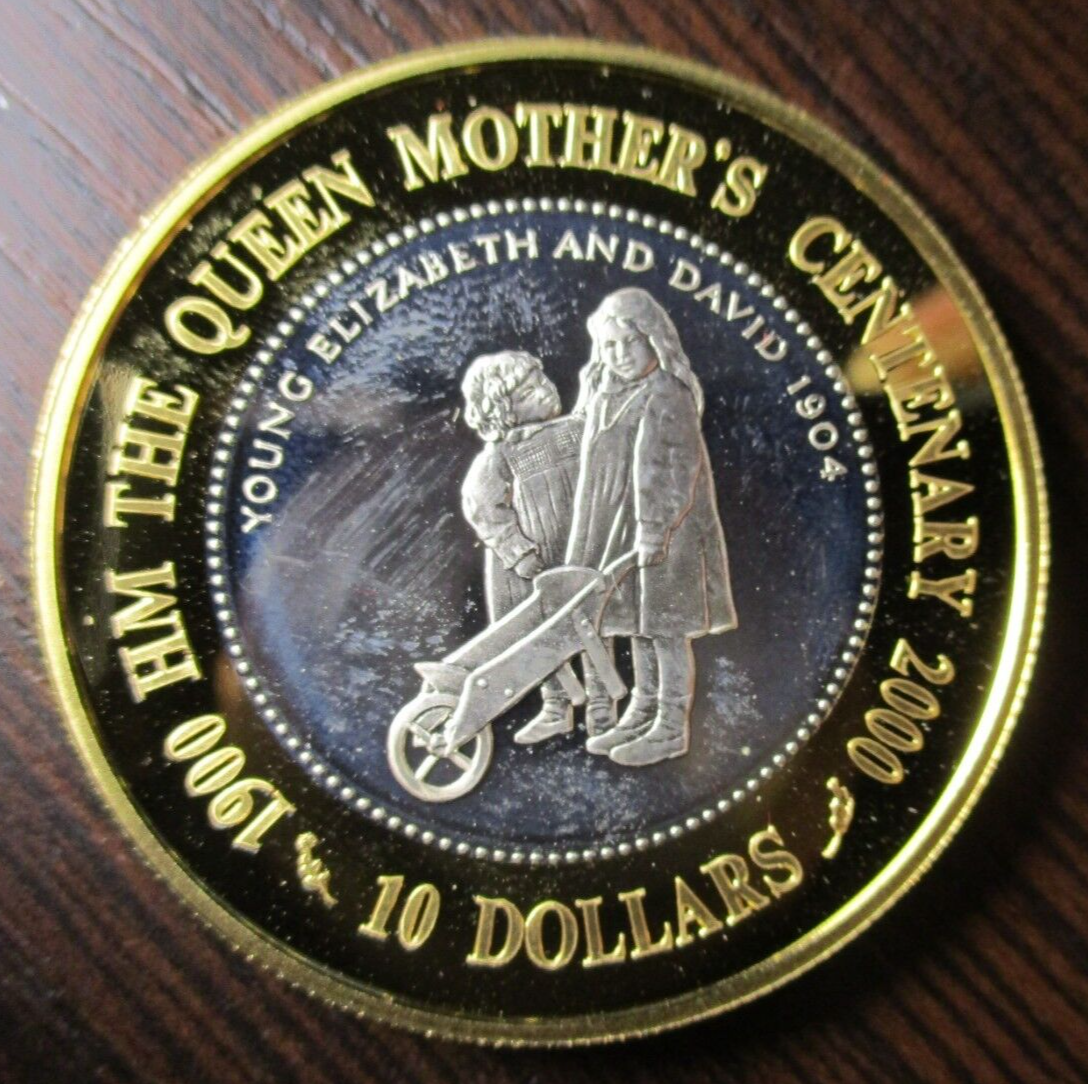 1900 HM THE QUEEN MOTHER'S CENTENARY 2000
YOUNG ELIZABETH AND DAVID 1904
10 DOLLARS